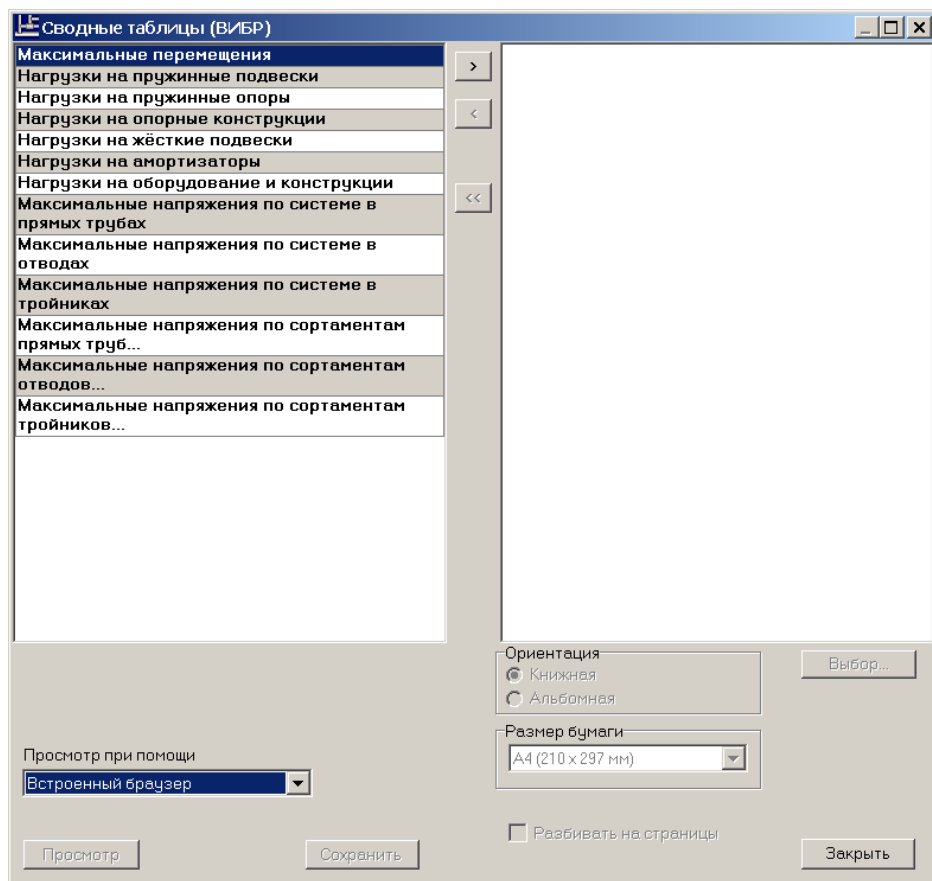 Сводные таблицы (ВИБР)
Максимальные перемещения
Нагрузки на пружинные подвески
Нагрузки на пружинные опоры
Нагрузки на опорные конструкции
Нагрузки на жёсткие подвески
Нагрузки на амортизаторы
Нагрузки на оборудование и конструкции
Максимальные напряжения по системе в
прямых трубах
Максимальные напряжения по системе в
отводах
Максимальные напряжения по системе в
тройниках
Максимальные напряжения по сортаментам
прямых труб...
Максимальные напряжения по сортаментам
отводов...
Максимальные напряжения по сортаментам
тройников...
>
<
<<
Ориентация
Книжная
Альбомная
Выбор...
Размер бумаги
A4 (210 x 297 мм)
Просмотр при помощи
Встроенный браузер
Разбивать на страницы
Просмотр
Сохранить
Закрыть